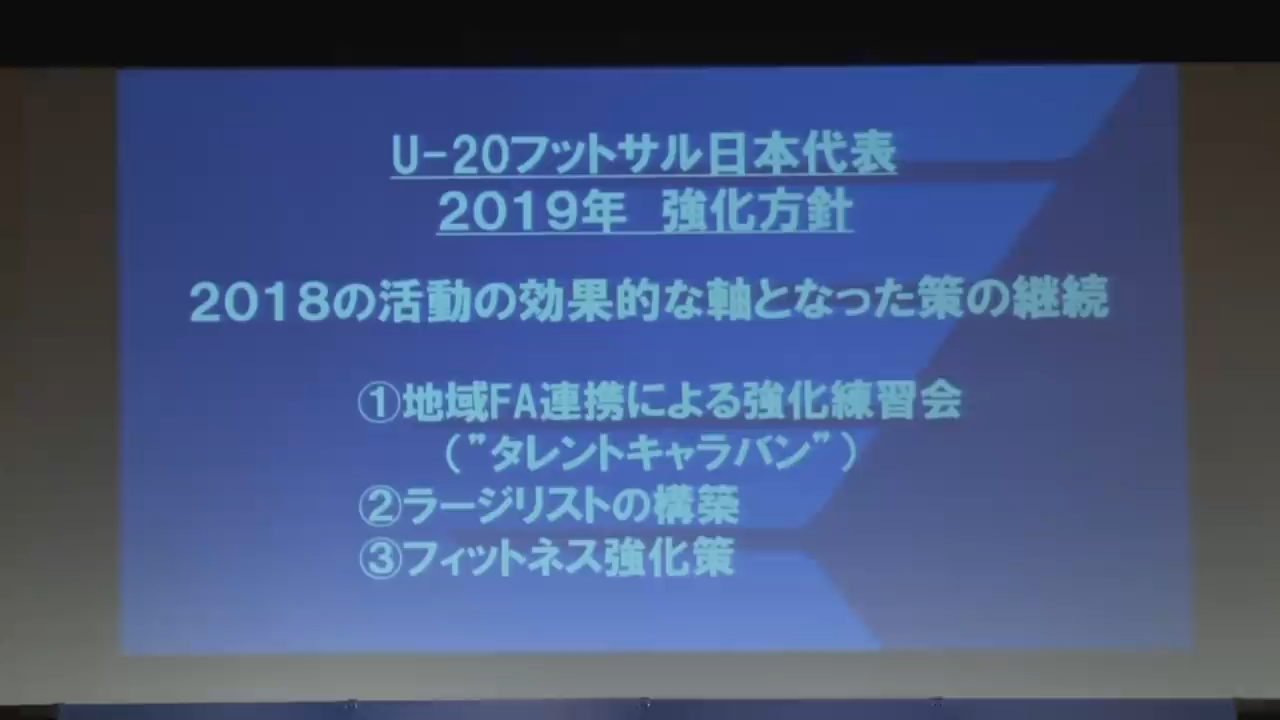 U-20フットサル日本代表
2019年　強化方針
2018の活動の効果的な軸となった策の継続
①地域FA連携による強化練習会
（”タレントキャラバン”）
②ラージリストの構築
③フィットネス強化策